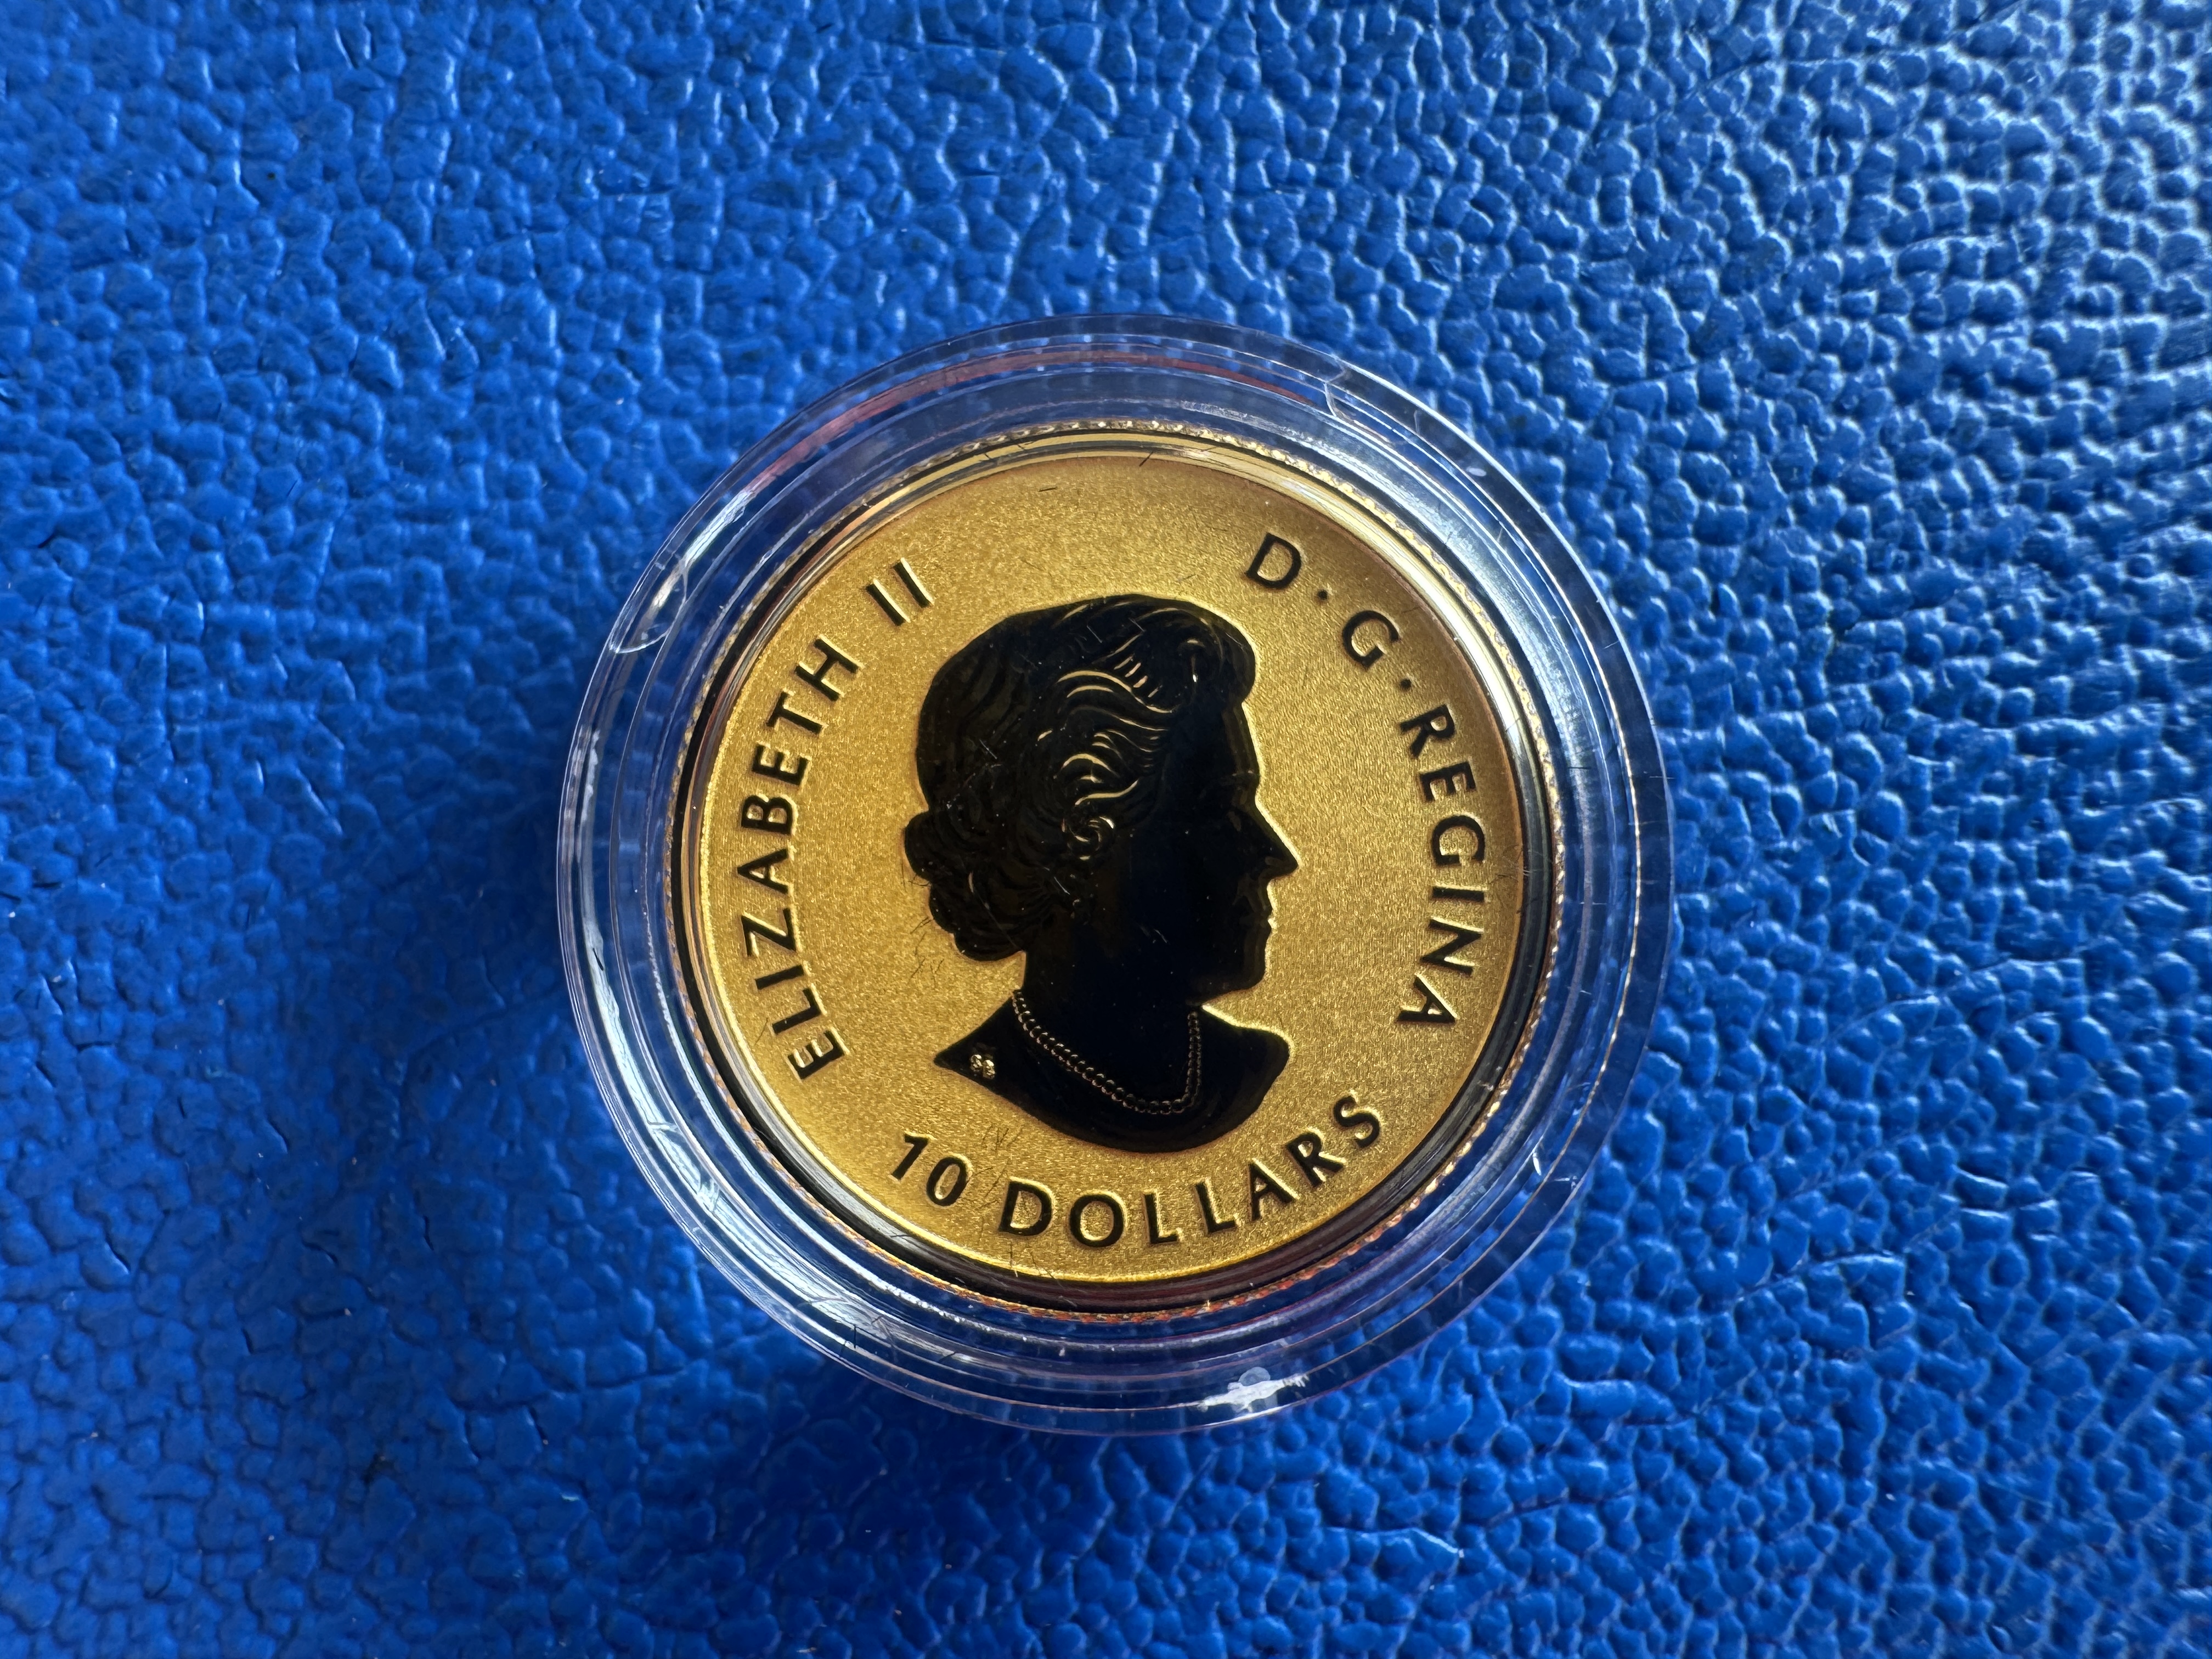 ELIZABETH II
D·G·REGINA
10 DOLLARS